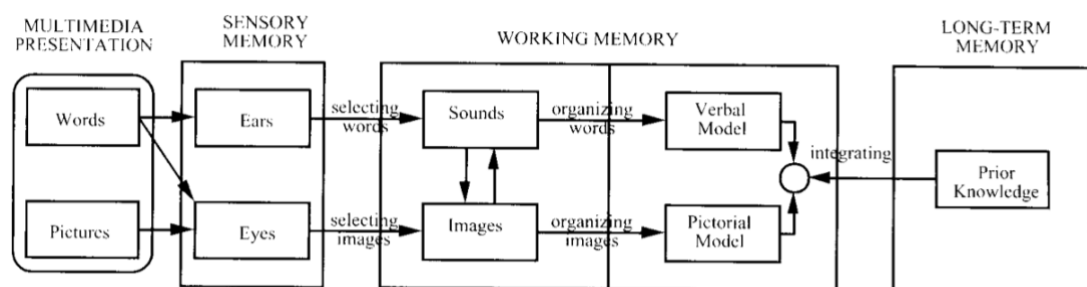 MULTIMEDIA
PRESENTATION
SENSORY
MEMORY
WORKING MEMORY
LONG-TERM
MEMORY
Words
Ears
selecting
words
Sounds
organizing
words
Verbal
Model
integrating
Prior
Knowledge
Pictures
Eyes
selecting
images
Images
organizing
images
Pictorial
Model